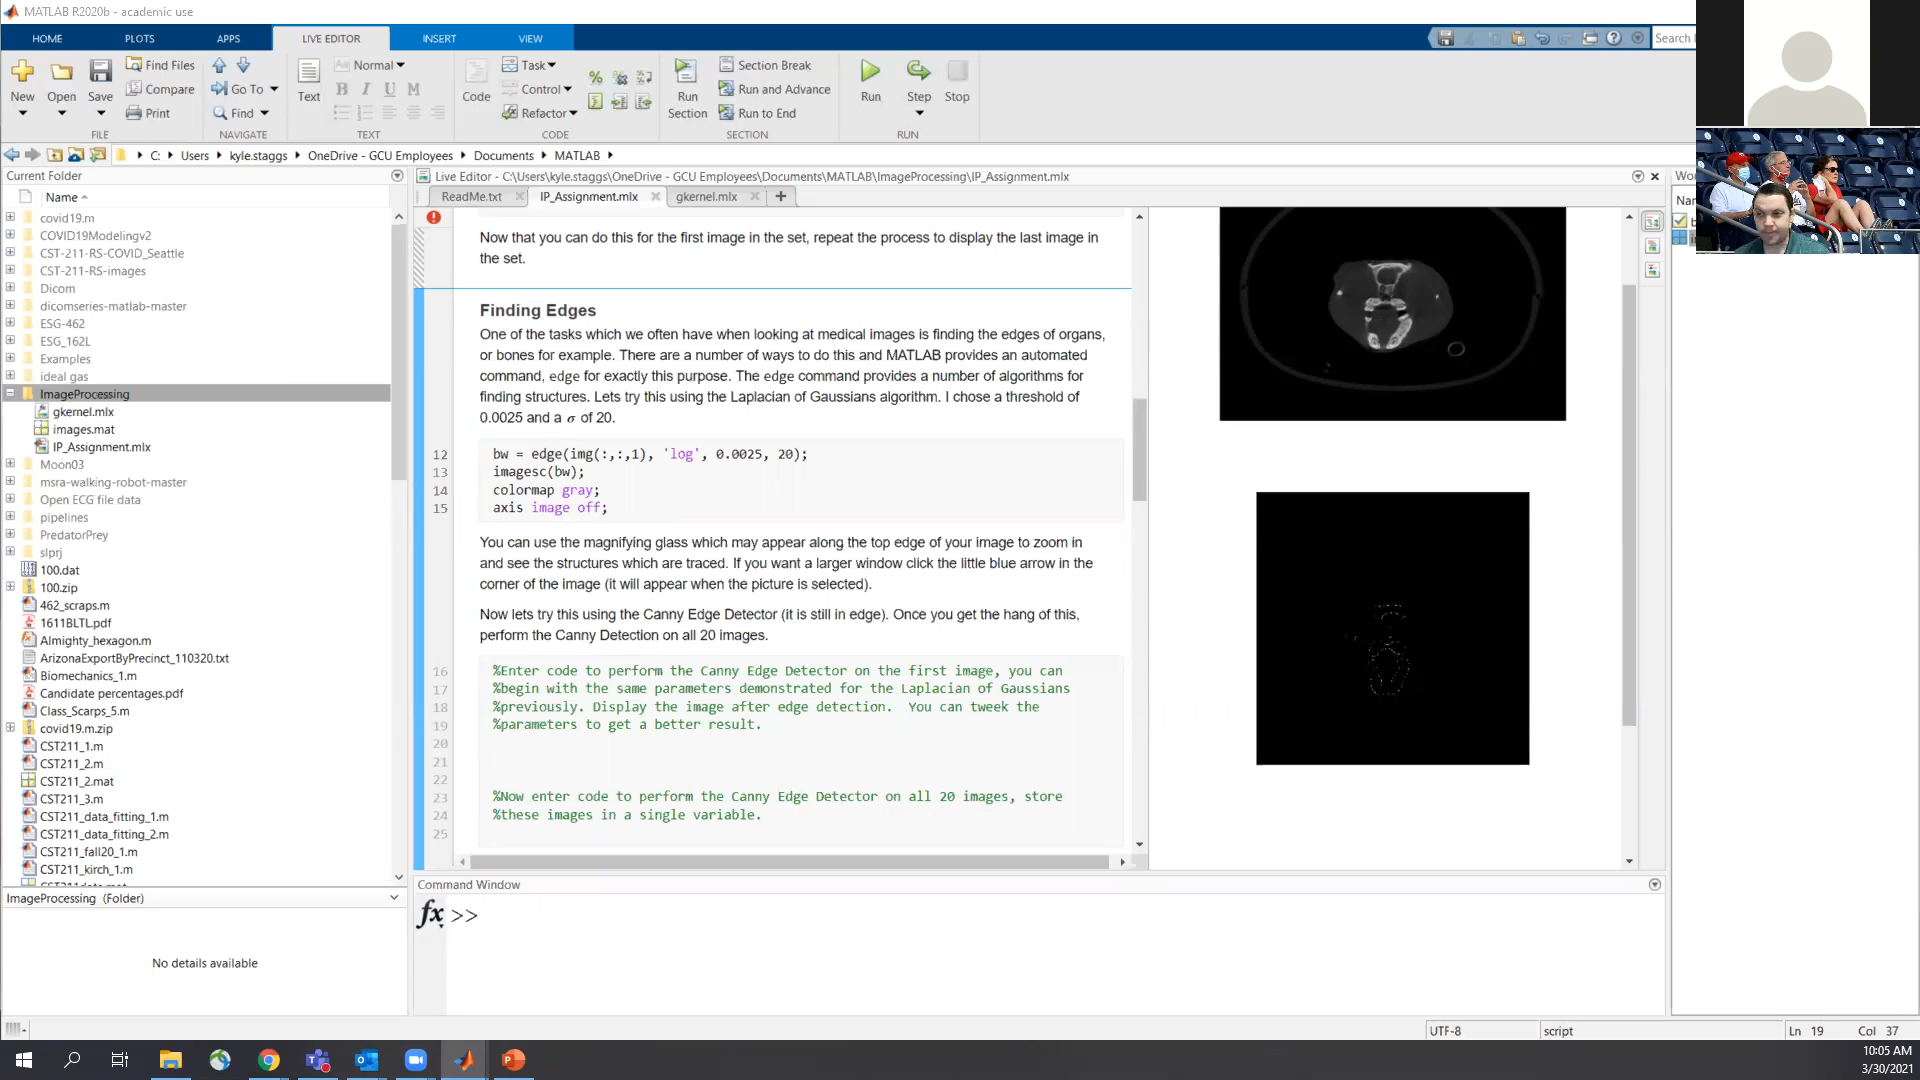 MATLAB R2020b - academic use
HOME
PLOTS
APPS
LIVE EDITOR
INSERT
VIEW
Search
New
Open
Save
Find Files
Compare
Print
FILE
Go To
Find
NAVIGATE
Text
Normal
B I U M
TEXT
Code
Task
Control
Refactor
CODE
Run Section
Section Break
Run and Advance
Run to End
SECTION
Run
Step
Stop
RUN
C: Users kyle.staggs OneDrive - GCU Employees Documents MATLAB
Current Folder
Name
covid19.m
COVID19Modelingv2
CST-211-RS-COVID_Seattle
CST-211-RS-images
Dicom
dicomseries-matlab-master
ESG-462
ESG_162L
Examples
ideal gas
ImageProcessing
gkernel.mlx
images.mat
IP_Assignment.mlx
Moon03
msra-walking-robot-master
Open ECG file data
pipelines
PredatorPrey
slprj
100.dat
100.zip
462_scraps.m
1611BLTL.pdf
Almighty_hexagon.m
ArizonaExportByPrecinct_110320.txt
Biomechanics_1.m
Candidate percentages.pdf
Class_Scarps_5.m
covid19.m.zip
CST211_1.m
CST211_2.m
CST211_2.mat
CST211_3.m
CST211_data_fitting_1.m
CST211_data_fitting_2.m
CST211_fall20_1.m
CST211_kirch_1.m
ImageProcessing (Folder)
No details available
Live Editor - C:\Users\kyle.staggs\OneDrive - GCU Employees\Documents\MATLAB\ImageProcessing\IP_Assignment.mlx
ReadMe.txt
IP_Assignment.mlx
gkernel.mlx
Now that you can do this for the first image in the set, repeat the process to display the last image in
the set.
Finding Edges
One of the tasks which we often have when looking at medical images is finding the edges of organs,
or bones for example. There are a number of ways to do this and MATLAB provides an automated
command, edge for exactly this purpose. The edge command provides a number of algorithms for
finding structures. Lets try this using the Laplacian of Gaussians algorithm. I chose a threshold of
0.0025 and a σ of 20.
12 bw = edge(img(:,:,1), 'log', 0.0025, 20);
13 imagesc(bw);
14 colormap gray;
15 axis image off;
You can use the magnifying glass which may appear along the top edge of your image to zoom in
and see the structures which are traced. If you want a larger window click the little blue arrow in the
corner of the image (it will appear when the picture is selected).
Now lets try this using the Canny Edge Detector (it is still in edge). Once you get the hang of this,
perform the Canny Detection on all 20 images.
16 %Enter code to perform the Canny Edge Detector on the first image, you can
17 %begin with the same parameters demonstrated for the Laplacian of Gaussians
18 %previously. Display the image after edge detection.  You can tweek the
19 %parameters to get a better result.
20
21
22
23 %Now enter code to perform the Canny Edge Detector on all 20 images, store
24 %these images in a single variable.
25
Command Window
fx >>
UTF-8
script
Ln 19 Col 37
10:05 AM
3/30/2021